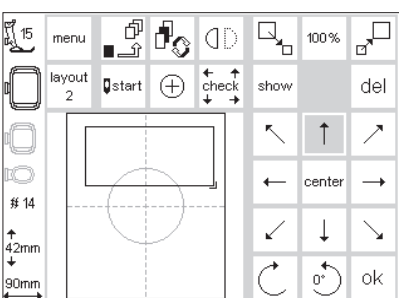 15 menu 100%
layout
2 start check show del
center
# 14
42mm
90mm 0° ok